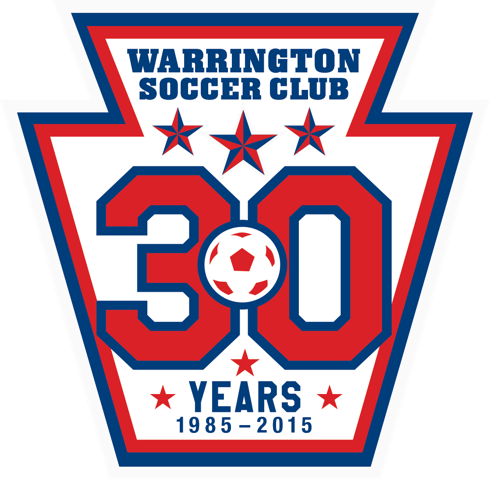 WARRINGTON
SOCCER CLUB
30
YEARS
1985–2015